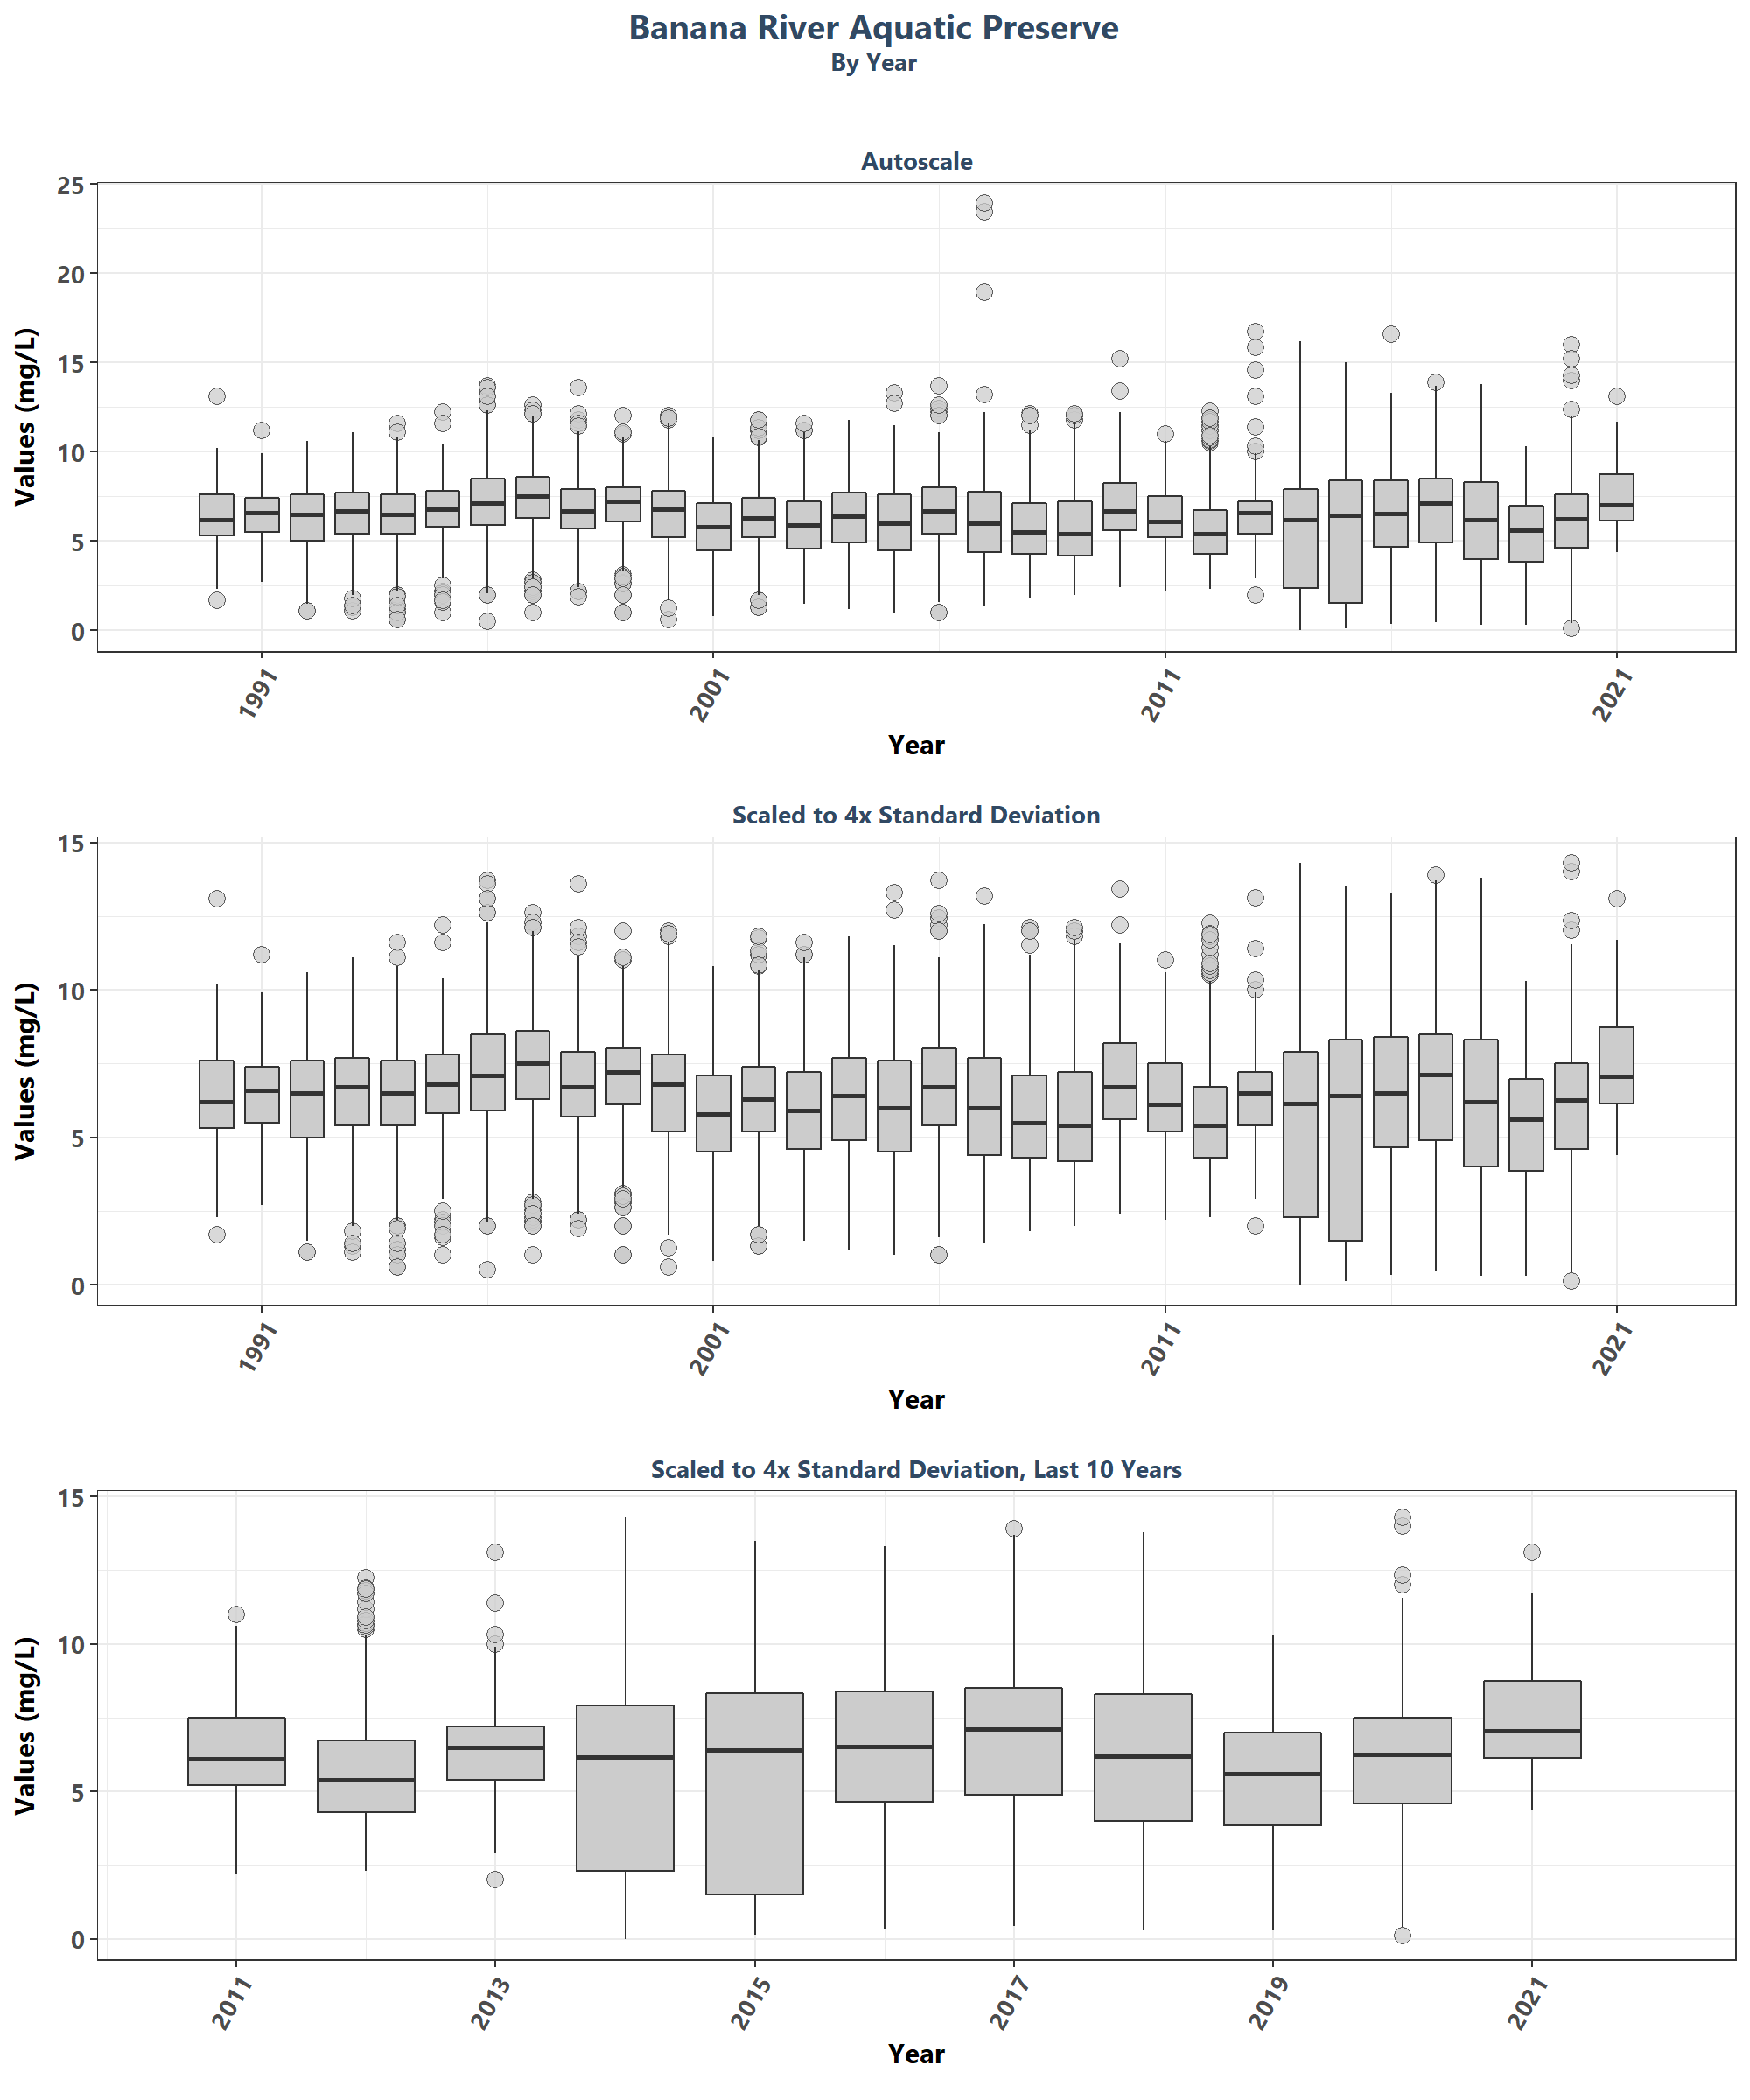 Banana River Aquatic Preserve
By Year
Autoscale
25
20
15
10
5
0
Values (mg/L)
1991
2001
2011
2021
Year
Scaled to 4x Standard Deviation
15
10
5
0
Values (mg/L)
1991
2001
2011
2021
Year
Scaled to 4x Standard Deviation, Last 10 Years
15
10
5
0
Values (mg/L)
2011
2013
2015
2017
2019
2021
Year